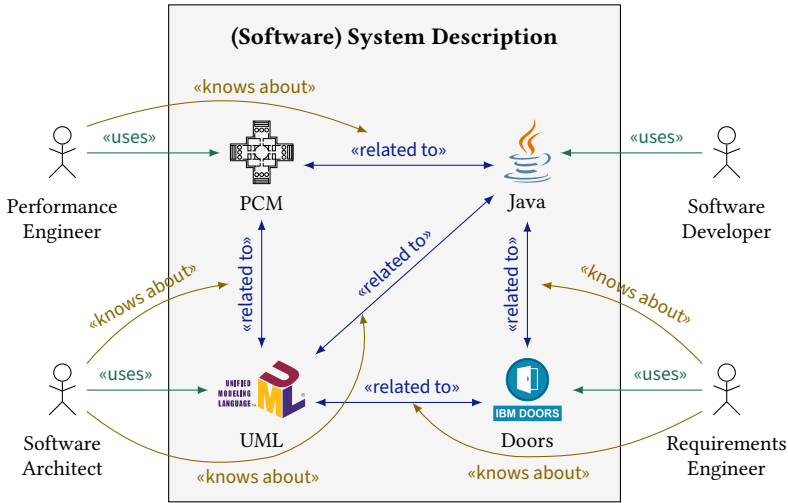 (Software) System Description
«knows about»
«uses»
«related to»
«uses»
PCM
Java
Performance
Engineer
Software
Developer
«knows about»
«related to»
«related to»
«related to»
«knows about»
«uses»
UNIFIED
MODELING
LANGUAGE™
UML
«related to»
IBM DOORS
«uses»
Software
Architect
UML
Doors
Requirements
Engineer
«knows about»
«knows about»